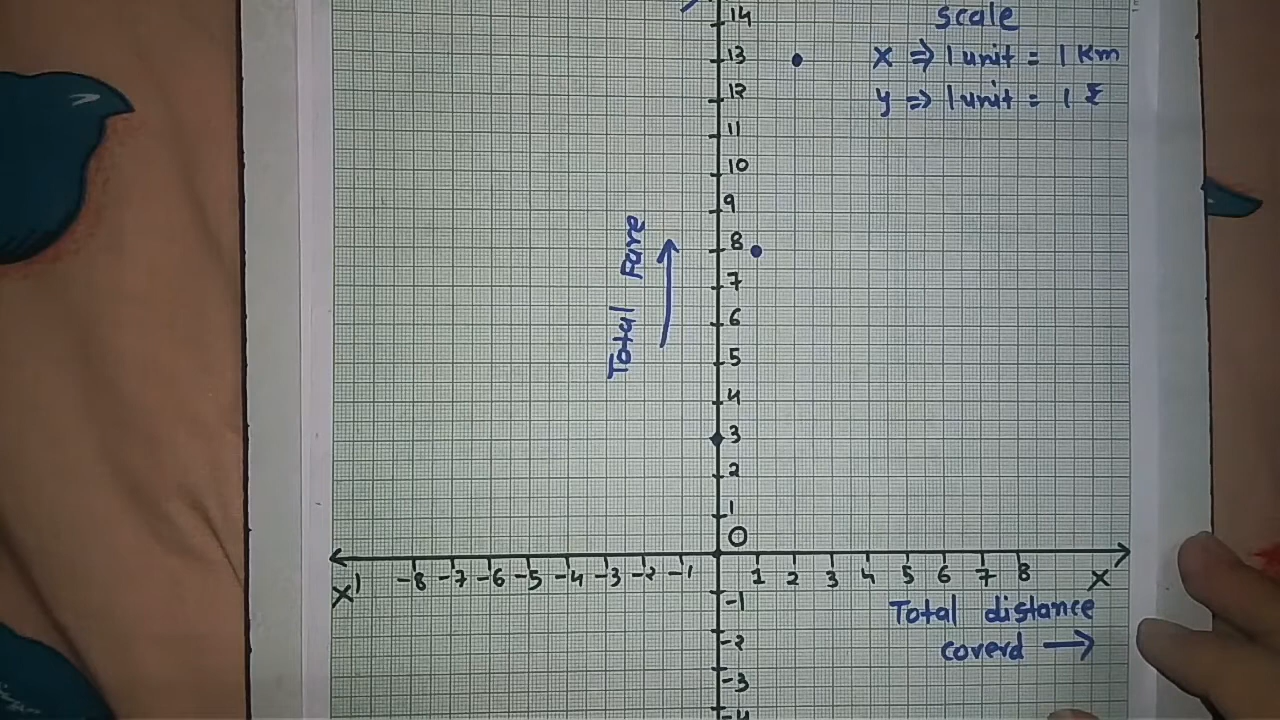 14
scale
13
x ⇒ 1 unit = 1 Km
12
y ⇒ 1 unit = 1 ₹
11
10
9
8
7
Total Fare
6
5
4
3
2
1
O
X' -8 -7 -6 -5 -4 -3 -2 -1 1 2 3 4 5 6 7 8 X
-1
Total distance
-2
coverd →
-3
-4